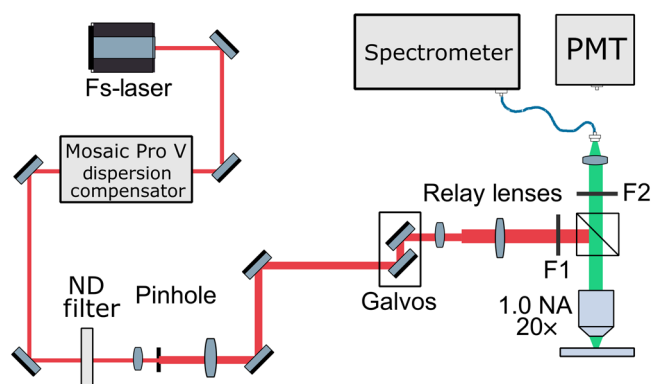 Fs-laser
Spectrometer
PMT
Mosaic Pro V
dispersion
compensator
Relay lenses
F2
F1
Galvos
ND
filter
Pinhole
1.0 NA
20×